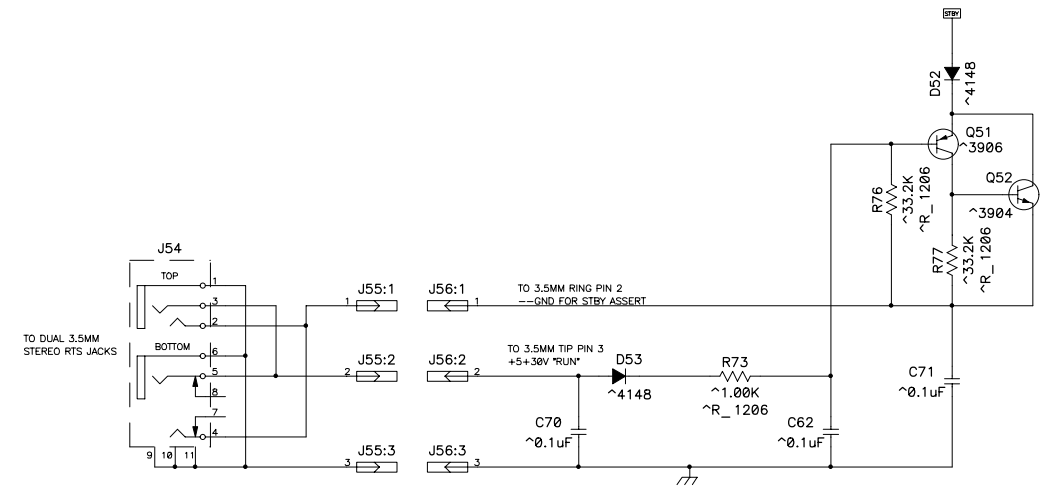 STBY
D52
^4148
Q51
^3906
Q52
^3904
R76
^33.2K
^R_1206
R77
^33.2K
^R_1206
J54
TOP
1
3
2
TO DUAL 3.5MM
STEREO RTS JACKS
BOTTOM
6
5
8
7
4
9
10
11
J55:1
1
J56:1
1
TO 3.5MM RING PIN 2
--GND FOR STBY ASSERT
J55:2
2
J56:2
2
TO 3.5MM TIP PIN 3
+5+30V "RUN"
D53
^4148
R73
^1.00K
^R_1206
C71
^0.1uF
C70
^0.1uF
C62
^0.1uF
J55:3
3
J56:3
3